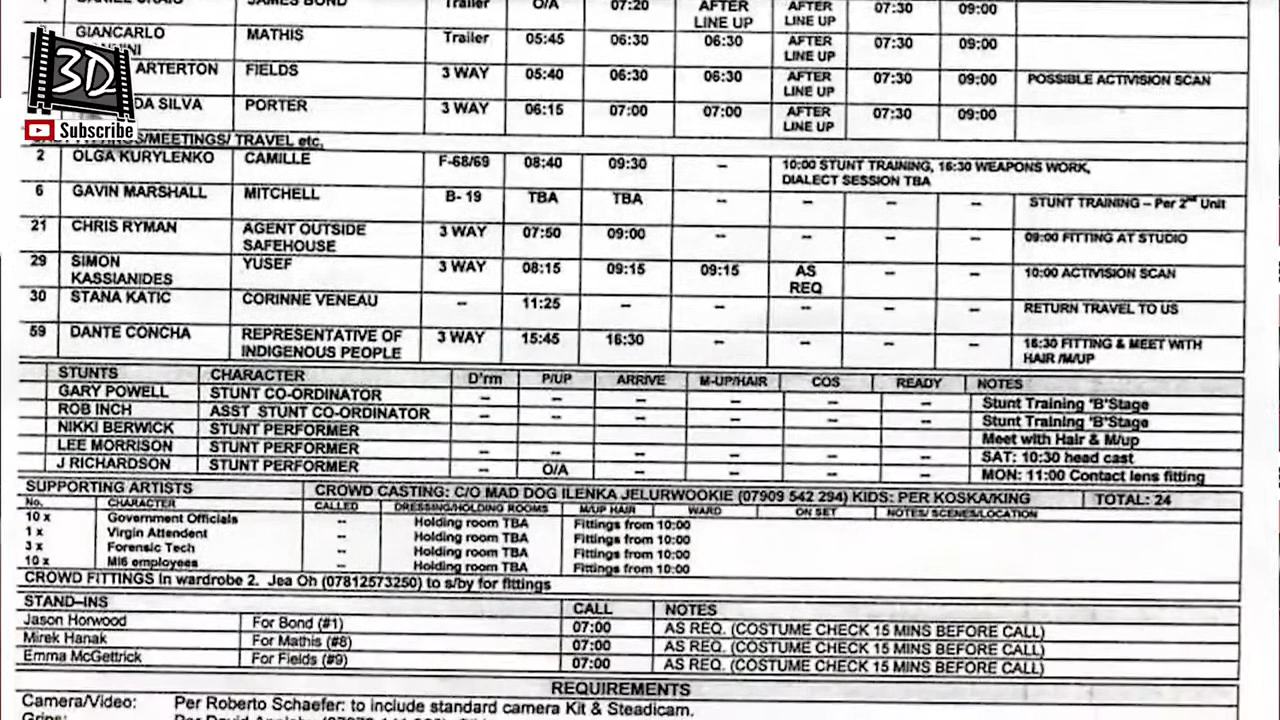 JAMES BOND Trailer O/A 07:20 AFTER LINE UP AFTER LINE UP 07:30 09:00
GIANCARLO MATHIS Trailer 05:45 06:30 06:30 AFTER LINE UP 07:30 09:00
ARTERTON FIELDS 3 WAY 05:40 06:30 06:30 AFTER LINE UP 07:30 09:00 POSSIBLE ACTIVISION SCAN
DA SILVA PORTER 3 WAY 06:15 07:00 07:00 AFTER LINE UP 07:30 09:00
3D
Subscribe
/MEETINGS/ TRAVEL etc,
2 OLGA KURYLENKO CAMILLE F-68/69 08:40 09:30 -- 10:00 STUNT TRAINING, 16:30 WEAPONS WORK,
DIALECT SESSION TBA
6 GAVIN MARSHALL MITCHELL B- 19 TBA TBA -- -- -- -- STUNT TRAINING – Per 2nd Unit
21 CHRIS RYMAN AGENT OUTSIDE SAFEHOUSE 3 WAY 07:50 09:00 -- -- -- -- 09:00 FITTING AT STUDIO
29 SIMON KASSIANIDES YUSEF 3 WAY 08:15 09:15 09:15 AS REQ -- -- 10:00 ACTIVISION SCAN
30 STANA KATIC CORINNE VENEAU -- 11:25 -- -- -- -- -- RETURN TRAVEL TO US
59 DANTE CONCHA REPRESENTATIVE OF INDIGENOUS PEOPLE 3 WAY 15:45 16:30 -- -- -- -- 16:30 FITTING & MEET WITH HAIR /M/UP
STUNTS CHARACTER D'rm P/UP ARRIVE M-UP/HAIR COS READY NOTES
GARY POWELL STUNT CO-ORDINATOR -- -- -- -- -- -- Stunt Training 'B'Stage
ROB INCH ASST STUNT CO-ORDINATOR -- -- -- -- -- -- Stunt Training 'B'Stage
NIKKI BERWICK STUNT PERFORMER Meet with Hair & M/up
LEE MORRISON STUNT PERFORMER -- -- -- -- -- -- SAT: 10:30 head cast
J RICHARDSON STUNT PERFORMER -- O/A -- -- -- -- MON: 11:00 Contact lens fitting
SUPPORTING ARTISTS CROWD CASTING: C/O MAD DOG ILENKA JELURWOOKIE (07909 542 294) KIDS: PER KOSKA/KING TOTAL: 24
No. CHARACTER CALLED DRESSING/HOLDING ROOMS M/UP HAIR WARD ON SET NOTES/ SCENES/LOCATION
10 x Government Officials -- Holding room TBA Fittings from 10:00
1 x Virgin Attendent -- Holding room TBA Fittings from 10:00
3 x Forensic Tech -- Holding room TBA Fittings from 10:00
10 x MI6 employees -- Holding room TBA Fittings from 10:00
CROWD FITTINGS In wardrobe 2. Jea Oh (07812573250) to s/by for fittings
STAND-INS CALL NOTES
Jason Horwood For Bond (#1) 07:00 AS REQ. (COSTUME CHECK 15 MINS BEFORE CALL)
Mirek Hanak For Mathis (#8) 07:00 AS REQ. (COSTUME CHECK 15 MINS BEFORE CALL)
Emma McGettrick For Fields (#9) 07:00 AS REQ. (COSTUME CHECK 15 MINS BEFORE CALL)
REQUIREMENTS
Camera/Video: Per Roberto Schaefer: to include standard camera Kit & Steadicam.